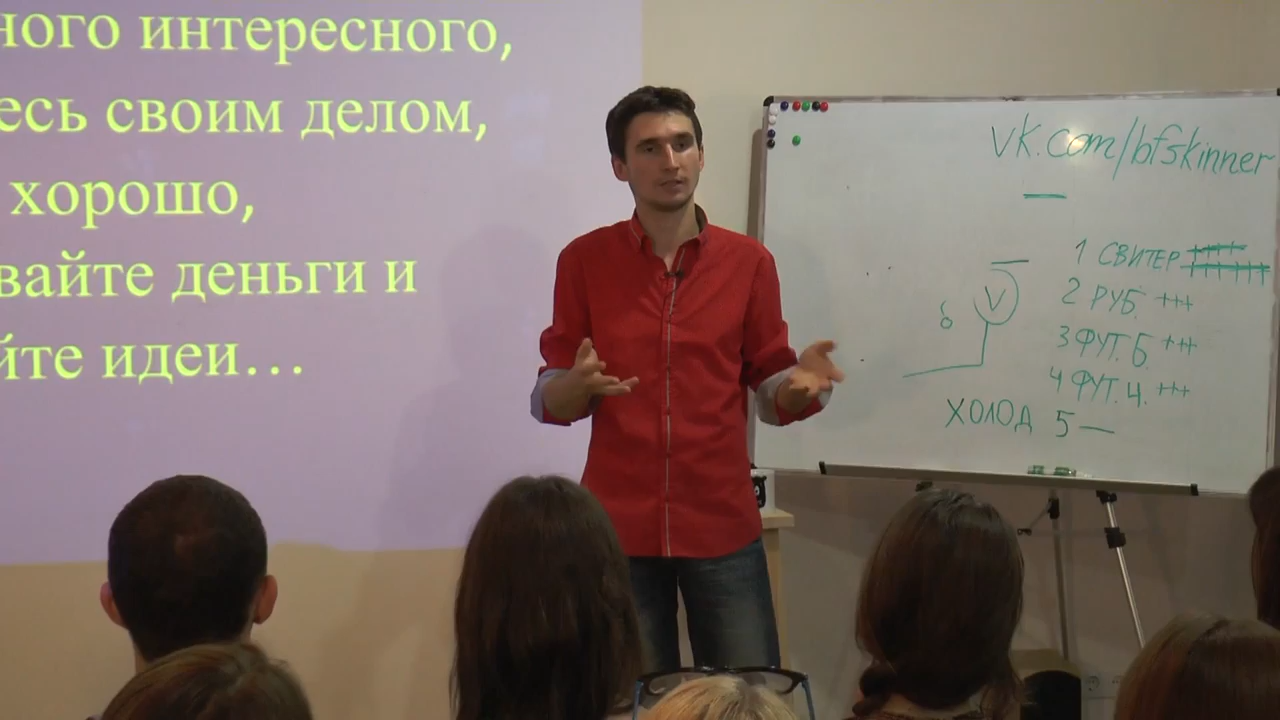 ного интересного,
есь своим делом,
хорошо,
вайте деньги и
йте идеи...
vk.com/bfskinner
1 СВИТЕР
2 РУБ. +++
3 ФУТ. Б. +++
4 ФУТ. Ч. +++
ХОЛОД 5 —
V
δ